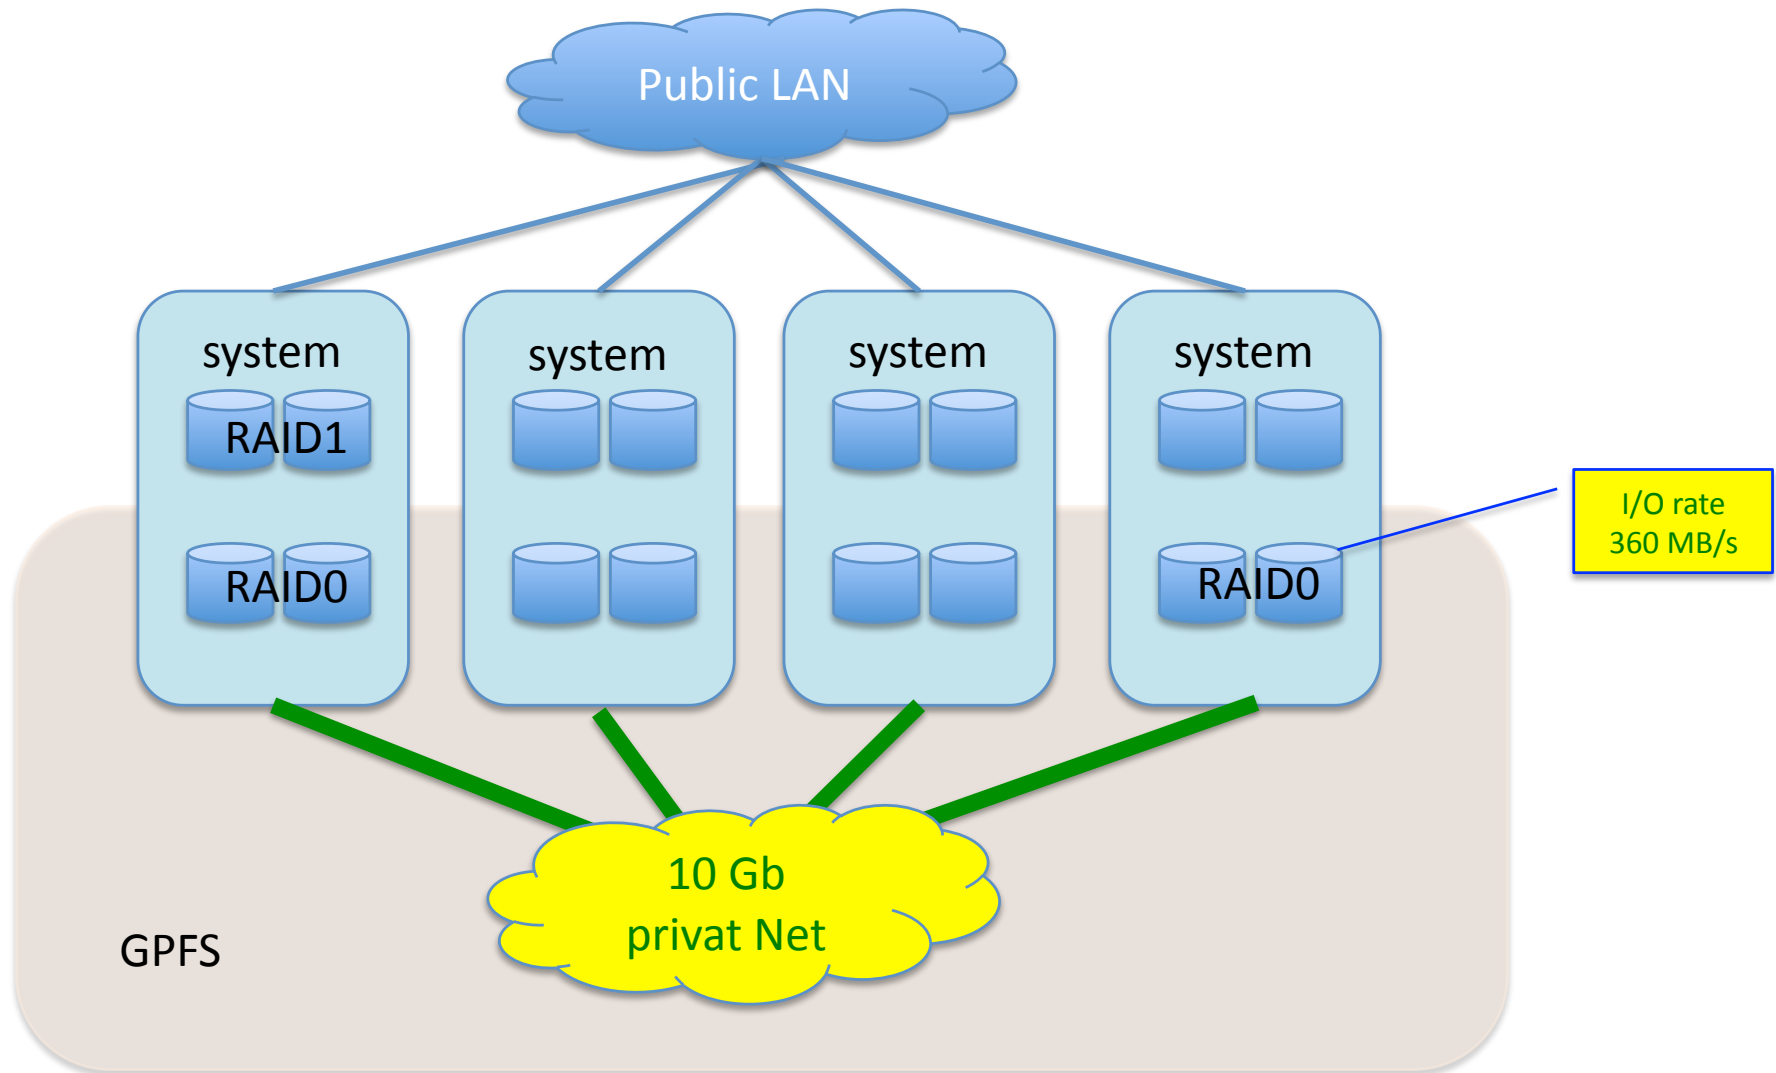 Public LAN
system
system
system
system
RAID1
I/O rate
360 MB/s
RAID0
RAID0
10 Gb
privat Net
GPFS